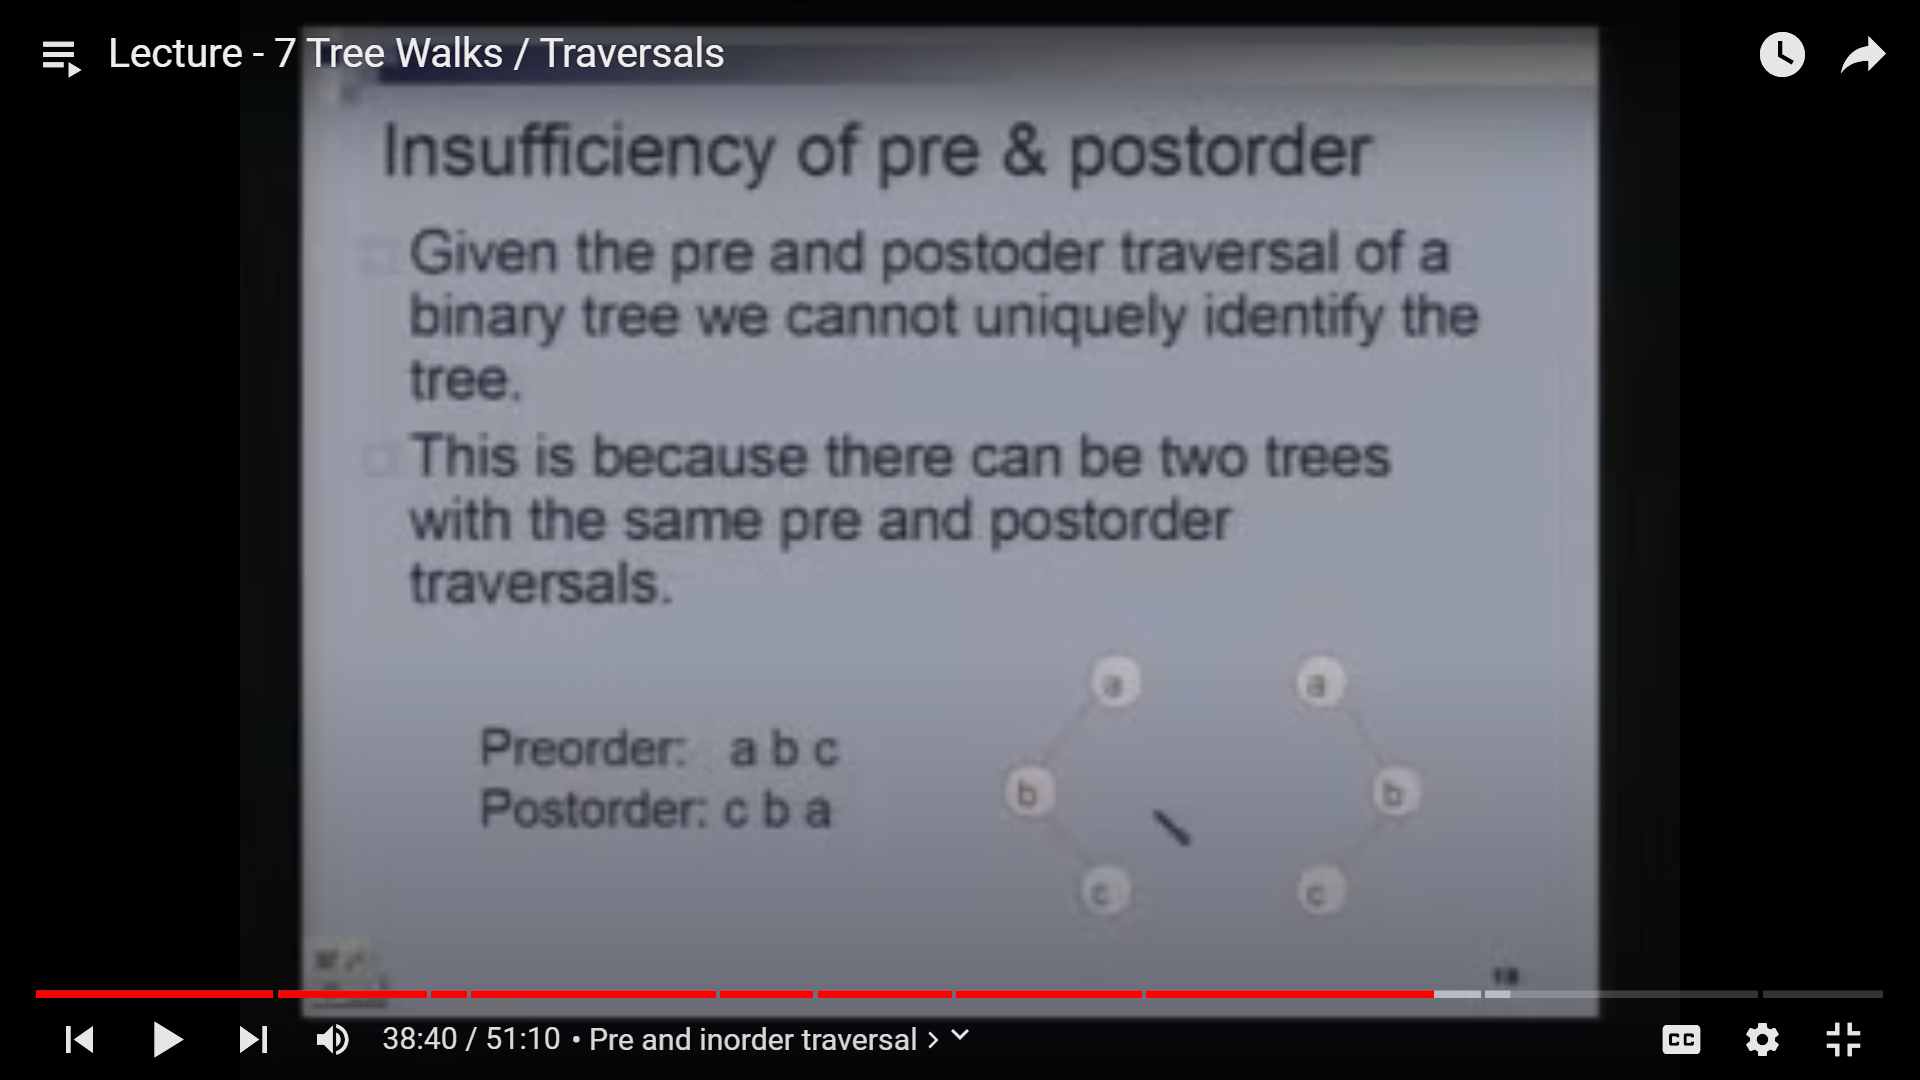 Lecture - 7 Tree Walks / Traversals
Insufficiency of pre & postorder
Given the pre and postoder traversal of a
binary tree we cannot uniquely identify the
tree.
This is because there can be two trees
with the same pre and postorder
traversals.
a a
Preorder: a b c
b b
Postorder: c b a
c c
38:40 / 51:10 • Pre and inorder traversal
CC